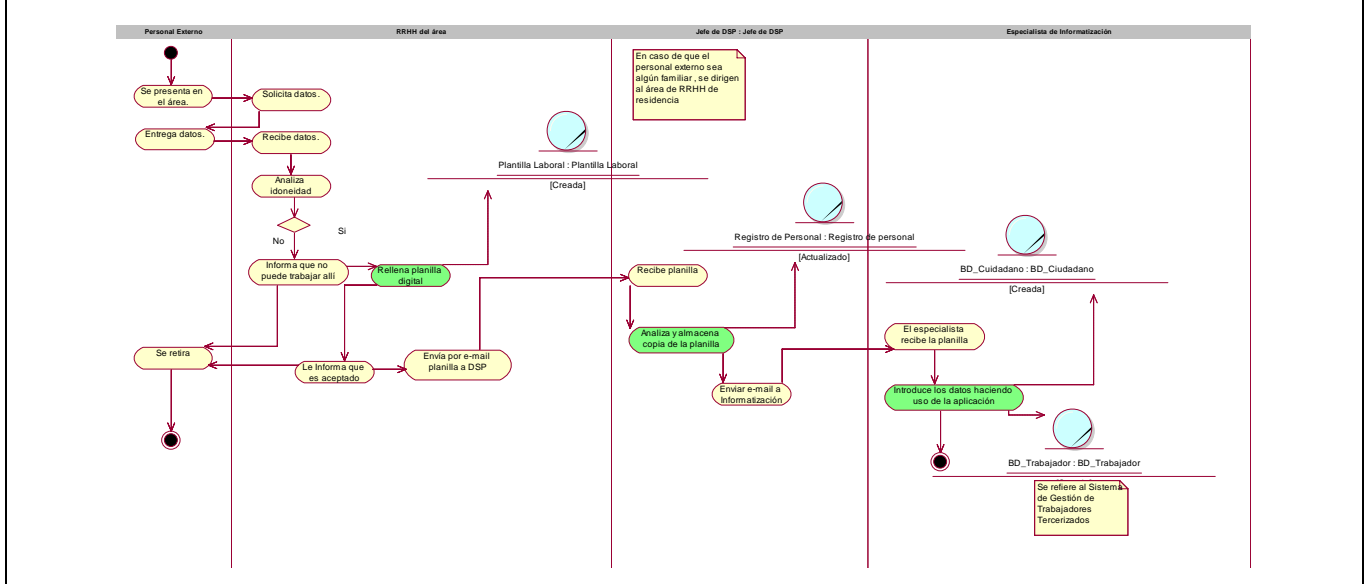 Personal Externo
RRHH del área
Jefe de DSP : Jefe de DSP
Especialista de Informatización
En caso de que el
personal externo sea
algún familiar , se dirigen
al área de RRHH de
residencia
Se presenta en
el área.
Solicita datos.
Entrega datos.
Recibe datos.
Plantilla Laboral : Plantilla Laboral
[Creada]
Analiza
idoneidad
Si
No
Registro de Personal : Registro de personal
[Actualizado]
Informa que no
puede trabajar allí
Rellena planilla
digital
Recibe planilla
BD_Cuidadano : BD_Ciudadano
[Creada]
Analiza y almacena
copia de la planilla
El especialista
recibe la planilla
Se retira
Le Informa que
es aceptado
Envía por e-mail
planilla a DSP
Enviar e-mail a
Informatización
Introduce los datos haciendo
uso de la aplicación
BD_Trabajador : BD_Trabajador
Se refiere al Sistema
de Gestión de
Trabajadores
Tercerizados